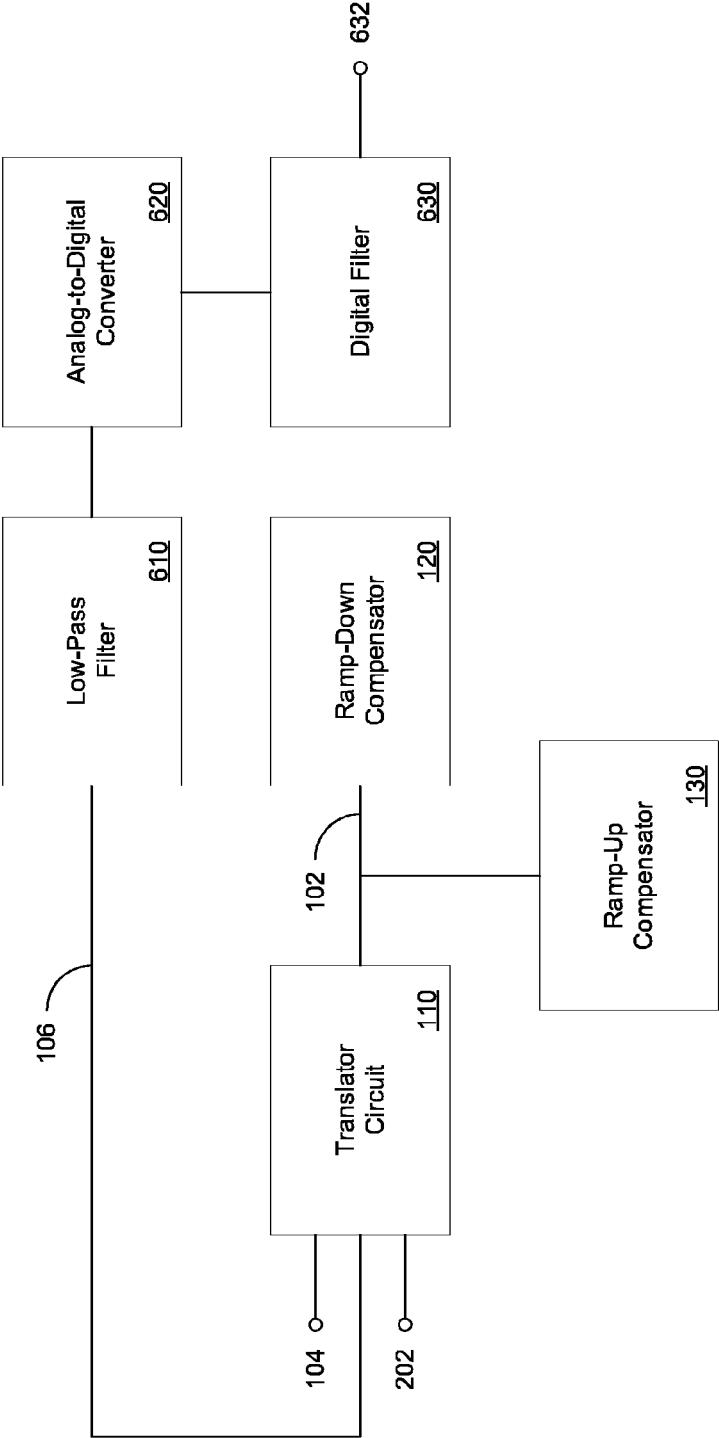 106
Low-Pass
Filter
610
Analog-to-Digital
Converter
620
104
202
Translator
Circuit
110
102
Ramp-Down
Compensator
120
Digital Filter
630
632
Ramp-Up
Compensator
130